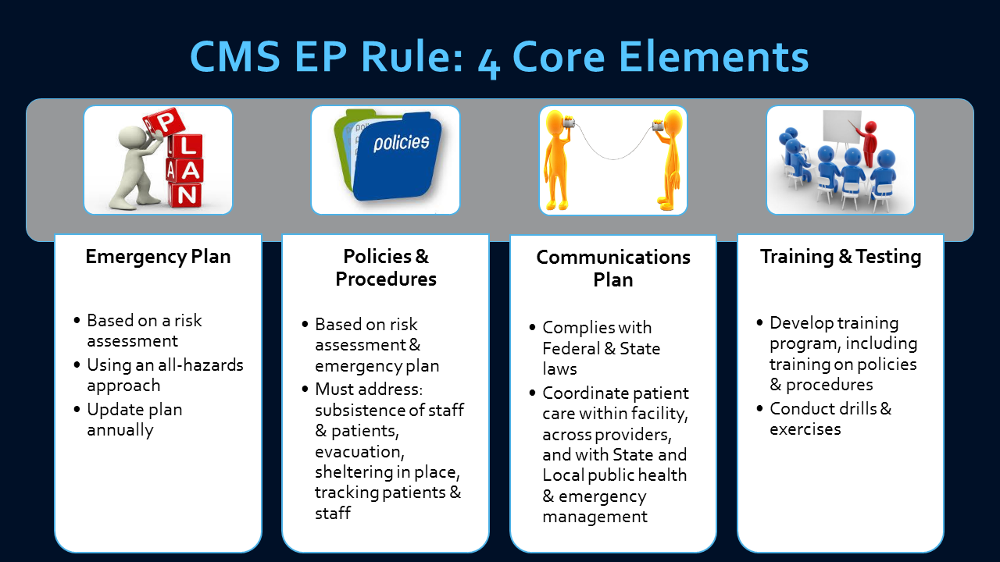 CMS EP Rule: 4 Core Elements
P
L
A
N
P
L
A
policies
Emergency Plan
• Based on a risk
assessment
• Using an all-hazards
approach
• Update plan
annually
Policies &
Procedures
• Based on risk
assessment &
emergency plan
• Must address:
subsistence of staff
& patients,
evacuation,
sheltering in place,
tracking patients &
staff
Communications
Plan
• Complies with
Federal & State
laws
• Coordinate patient
care within facility,
across providers,
and with State and
Local public health
& emergency
management
Training & Testing
• Develop training
program, including
training on policies
& procedures
• Conduct drills &
exercises